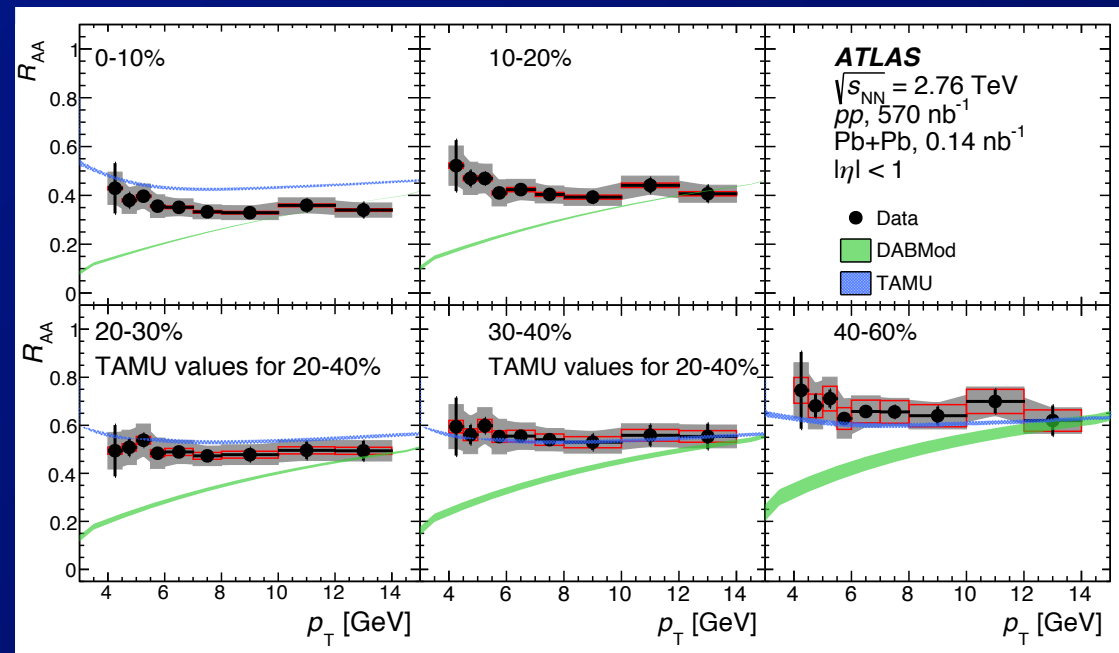 R_AA
1
0.8
0.6
0.4
0.2
0
0-10%
10-20%
ATLAS
√s_NN = 2.76 TeV
pp, 570 nb⁻¹
Pb+Pb, 0.14 nb⁻¹
|η| < 1
Data
DABMod
TAMU
R_AA
1
0.8
0.6
0.4
0.2
0
20-30%
TAMU values for 20-40%
30-40%
TAMU values for 20-40%
40-60%
4 6 8 10 12 14
4 6 8 10 12 14
4 6 8 10 12 14
p_T [GeV]
p_T [GeV]
p_T [GeV]